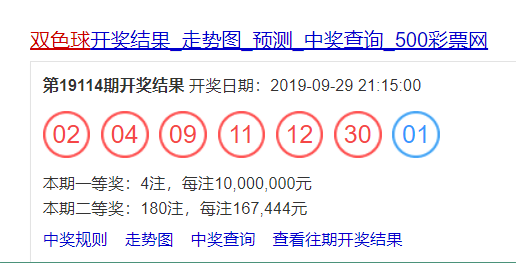 双色球开奖结果_走势图_预测_中奖查询_500彩票网
第19114期开奖结果 开奖日期：2019-09-29 21:15:00
02 04 09 11 12 30 01
本期一等奖：4注，每注10,000,000元
本期二等奖：180注，每注167,444元
中奖规则 走势图 中奖查询 查看往期开奖结果